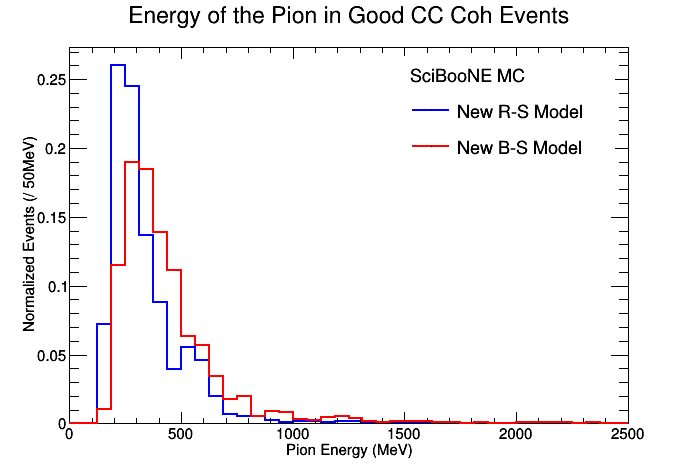 Energy of the Pion in Good CC Coh Events
SciBooNE MC
New R-S Model
New B-S Model
Normalized Events (/ 50MeV)
0.25
0.2
0.15
0.1
0.05
0
0 500 1000 1500 2000 2500
Pion Energy (MeV)